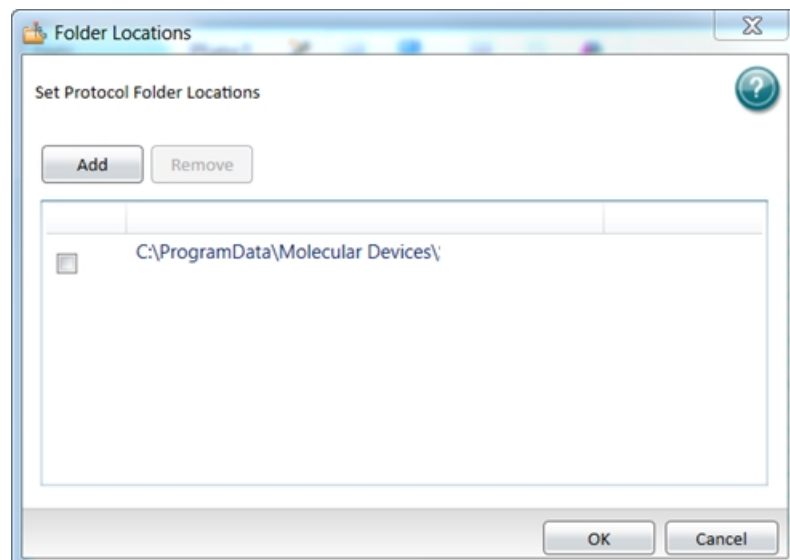 Folder Locations
Set Protocol Folder Locations
?
Add
Remove
C:\ProgramData\Molecular Devices\
OK
Cancel